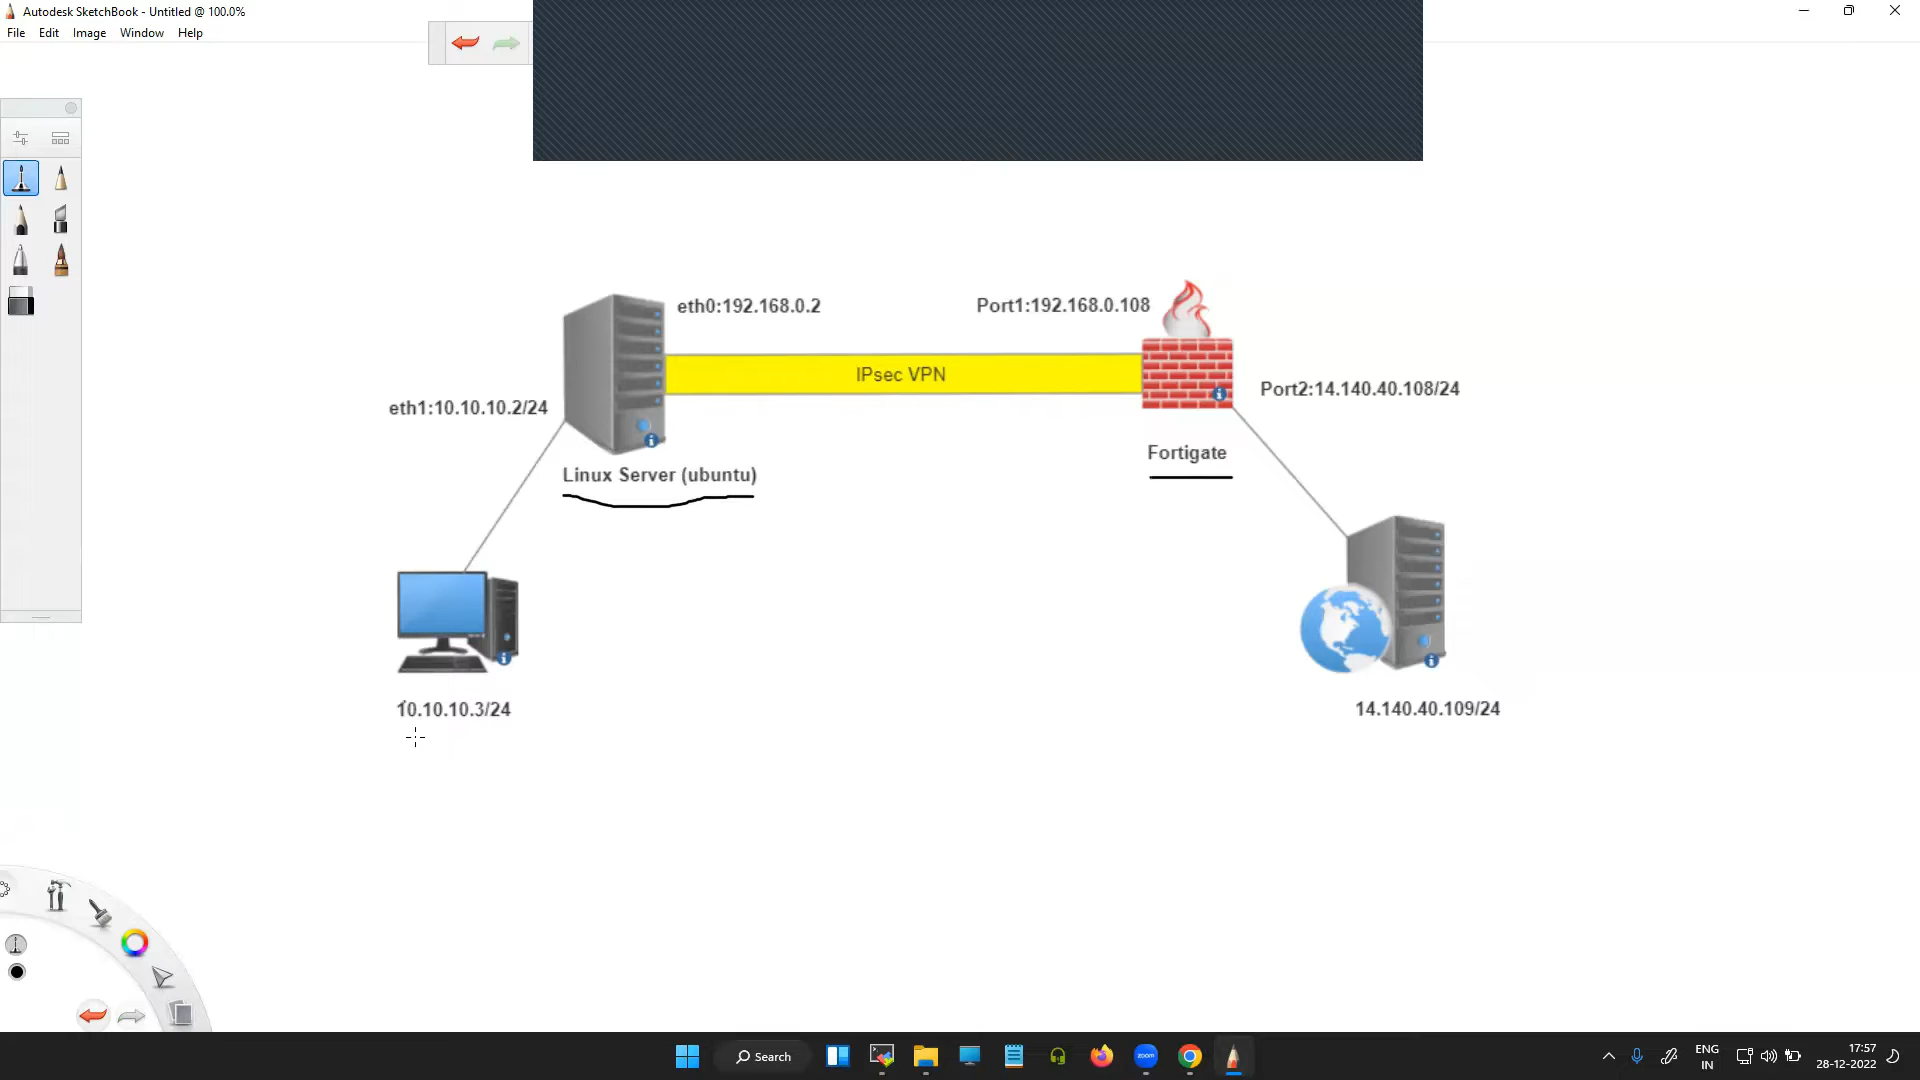 Autodesk SketchBook - Untitled @ 100.0%
File Edit Image Window Help
eth0:192.168.0.2
Port1:192.168.0.108
IPsec VPN
Port2:14.140.40.108/24
eth1:10.10.10.2/24
Fortigate
Linux Server (ubuntu)
10.10.10.3/24
14.140.40.109/24
Search
zoom
ENG
IN
17:57
28-12-2022